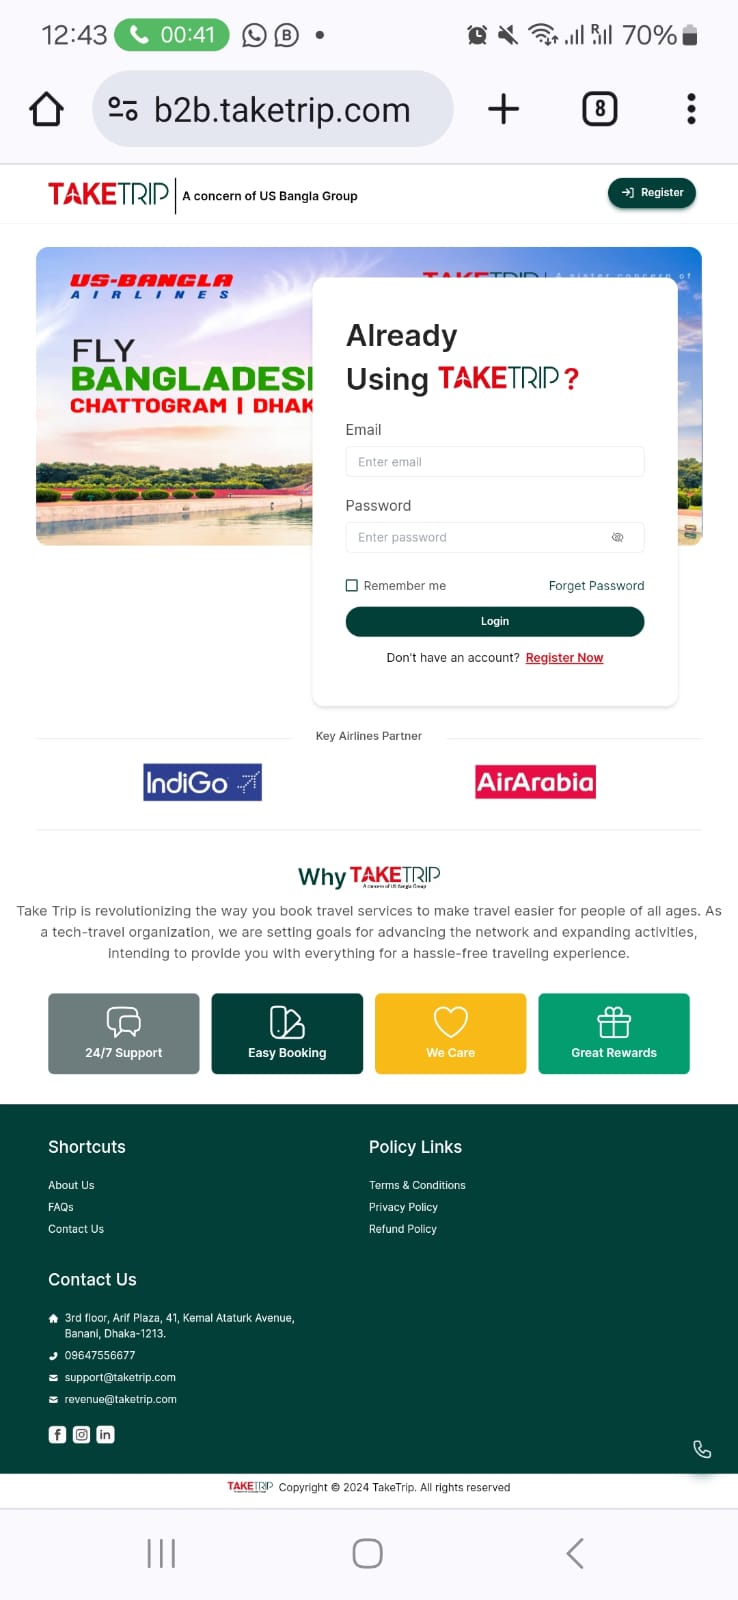 12:43 00:41 70%
b2b.taketrip.com 8
TAKETRIP A concern of US Bangla Group Register
US-BANGLA
AIRLINES
TAKETRIP A sister concern of
FLY
BANGLADESH
CHATTOGRAM | DHAK
Already
Using TAKETRIP?
Email
Enter email
Password
Enter password
Remember me Forget Password
Login
Don't have an account? Register Now
Key Airlines Partner
IndiGo AirArabia
Why TAKETRIP
A concern of US Bangla Group
Take Trip is revolutionizing the way you book travel services to make travel easier for people of all ages. As
a tech-travel organization, we are setting goals for advancing the network and expanding activities,
intending to provide you with everything for a hassle-free traveling experience.
24/7 Support Easy Booking We Care Great Rewards
Shortcuts
About Us
FAQs
Contact Us
Policy Links
Terms & Conditions
Privacy Policy
Refund Policy
Contact Us
3rd floor, Arif Plaza, 41, Kemal Ataturk Avenue,
Banani, Dhaka-1213.
09647556677
support@taketrip.com
revenue@taketrip.com
TAKETRIP Copyright © 2024 TakeTrip. All rights reserved